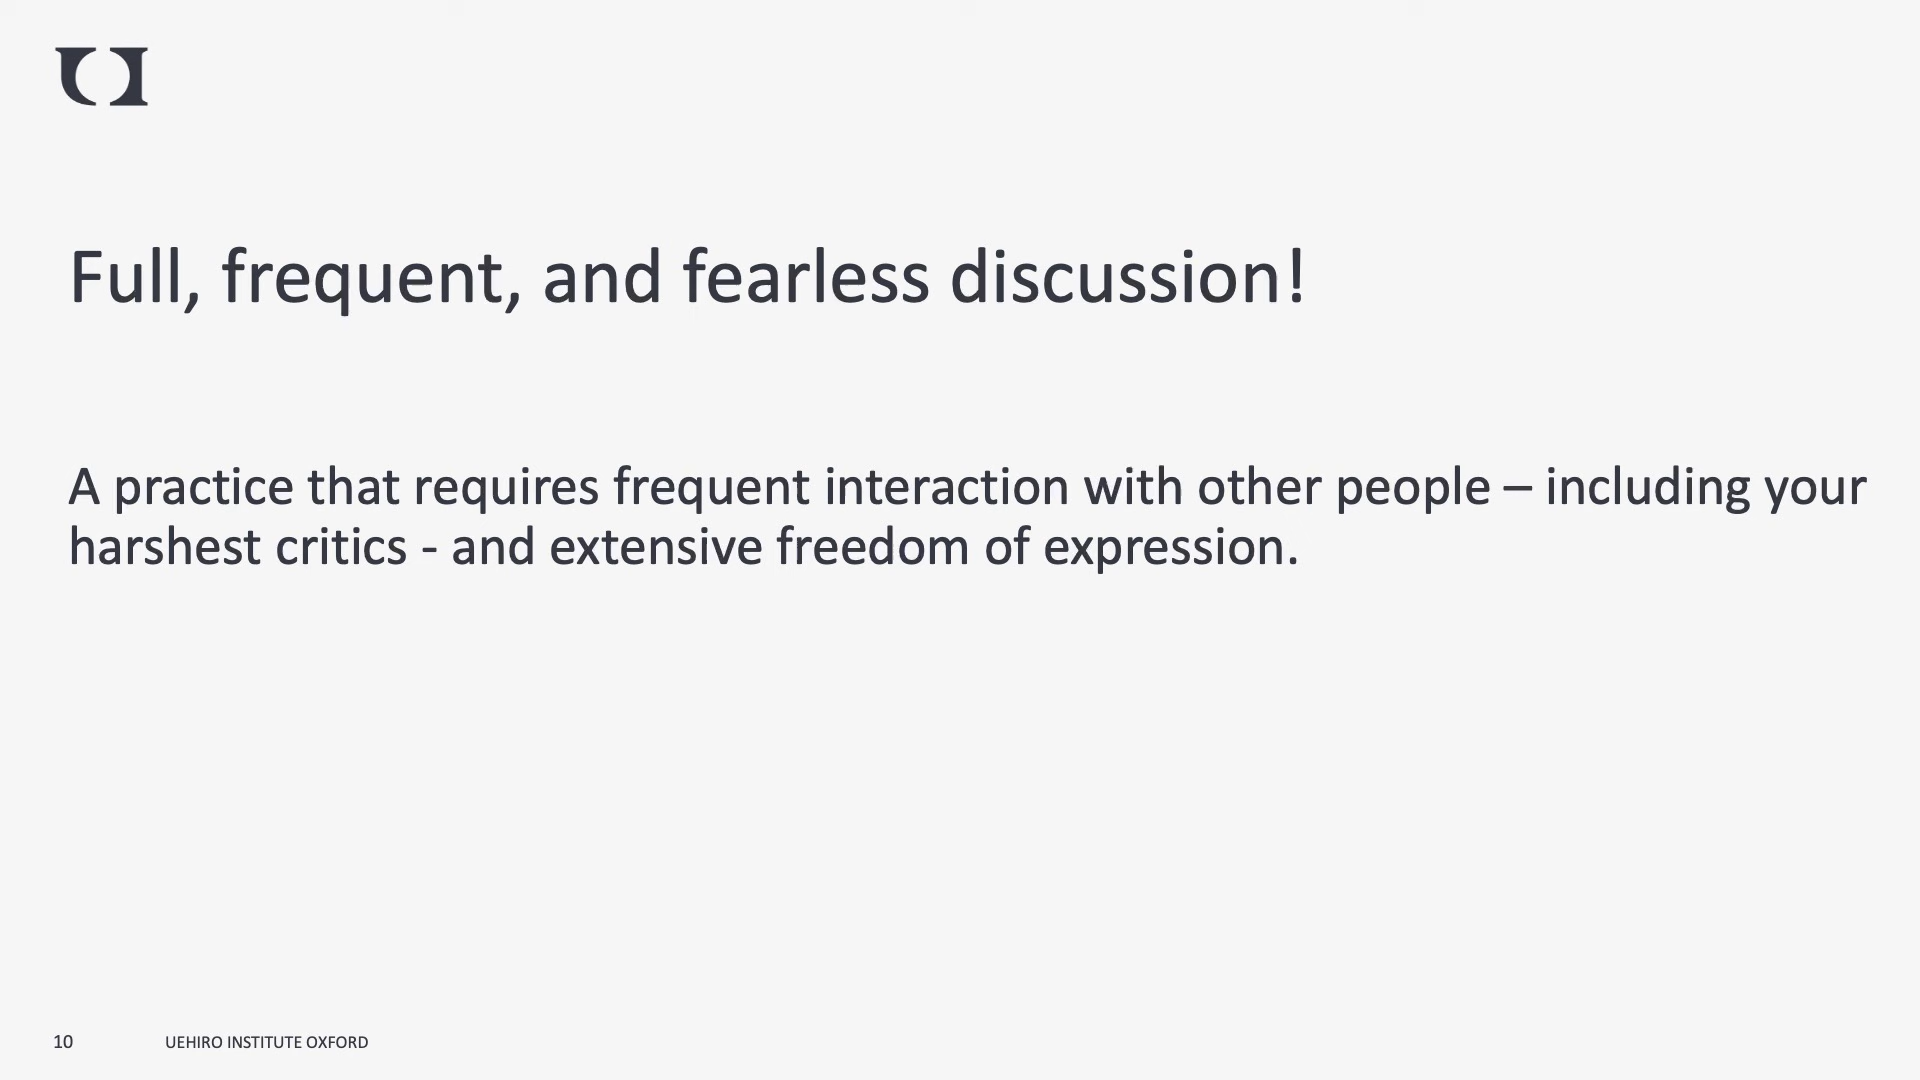 Full, frequent, and fearless discussion!
A practice that requires frequent interaction with other people – including your
harshest critics - and extensive freedom of expression.
10 UEHIRO INSTITUTE OXFORD